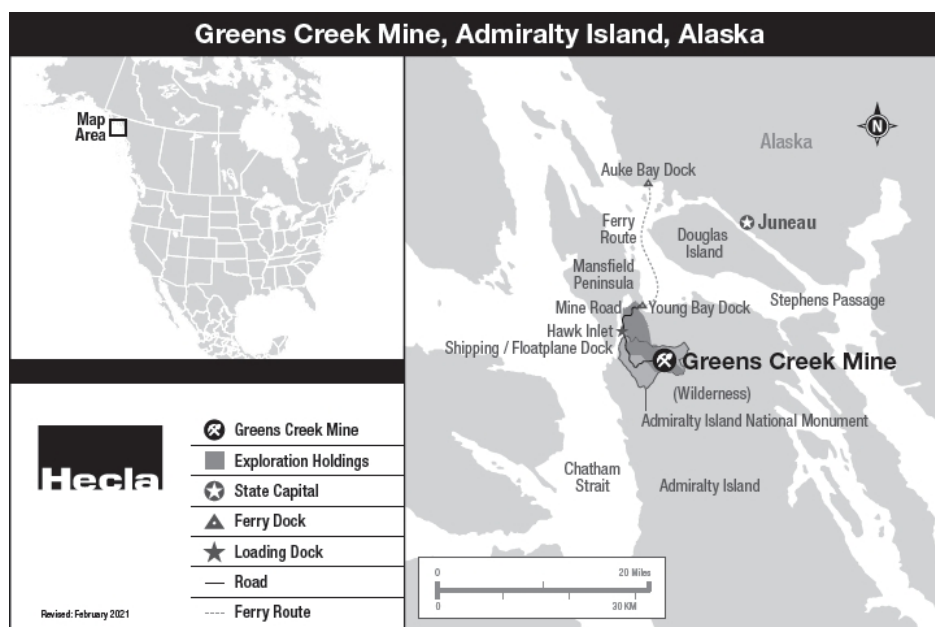 Greens Creek Mine, Admiralty Island, Alaska
Map
Area
Hecla
Greens Creek Mine
Exploration Holdings
State Capital
Ferry Dock
Loading Dock
Road
Ferry Route
Revised: February 2021
N
Alaska
Auke Bay Dock
Juneau
Ferry
Route
Douglas
Island
Mansfield
Peninsula
Stephens Passage
Mine Road
Young Bay Dock
Hawk Inlet
Shipping / Floatplane Dock
Greens Creek Mine
(Wilderness)
Admiralty Island National Monument
Chatham
Strait
Admiralty Island
0 20 Miles
0 30 KM